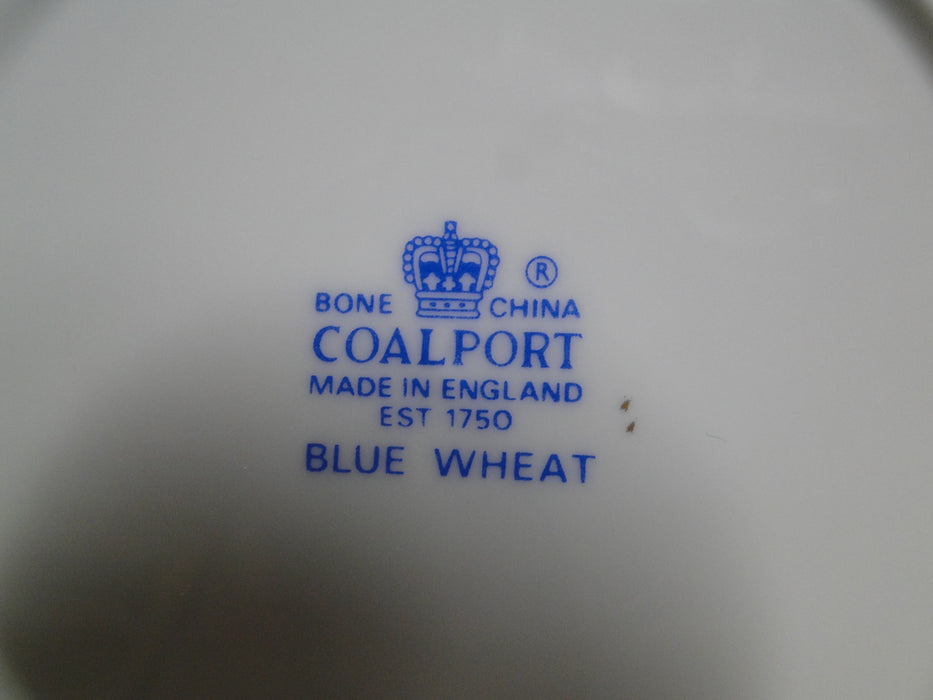 ®
BONE CHINA
COALPORT
MADE IN ENGLAND
EST 1750
BLUE WHEAT